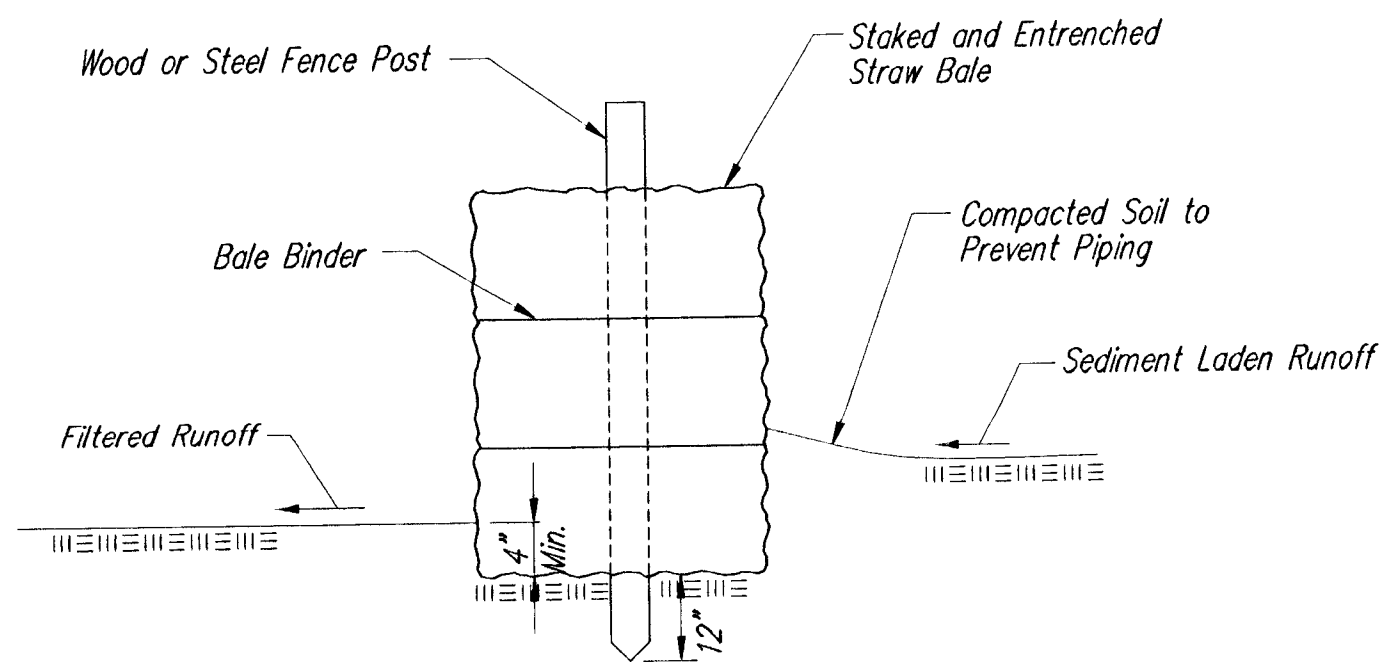 Wood or Steel Fence Post
Staked and Entrenched
Straw Bale
Bale Binder
Compacted Soil to
Prevent Piping
Sediment Laden Runoff
Filtered Runoff
4"
Min.
12"